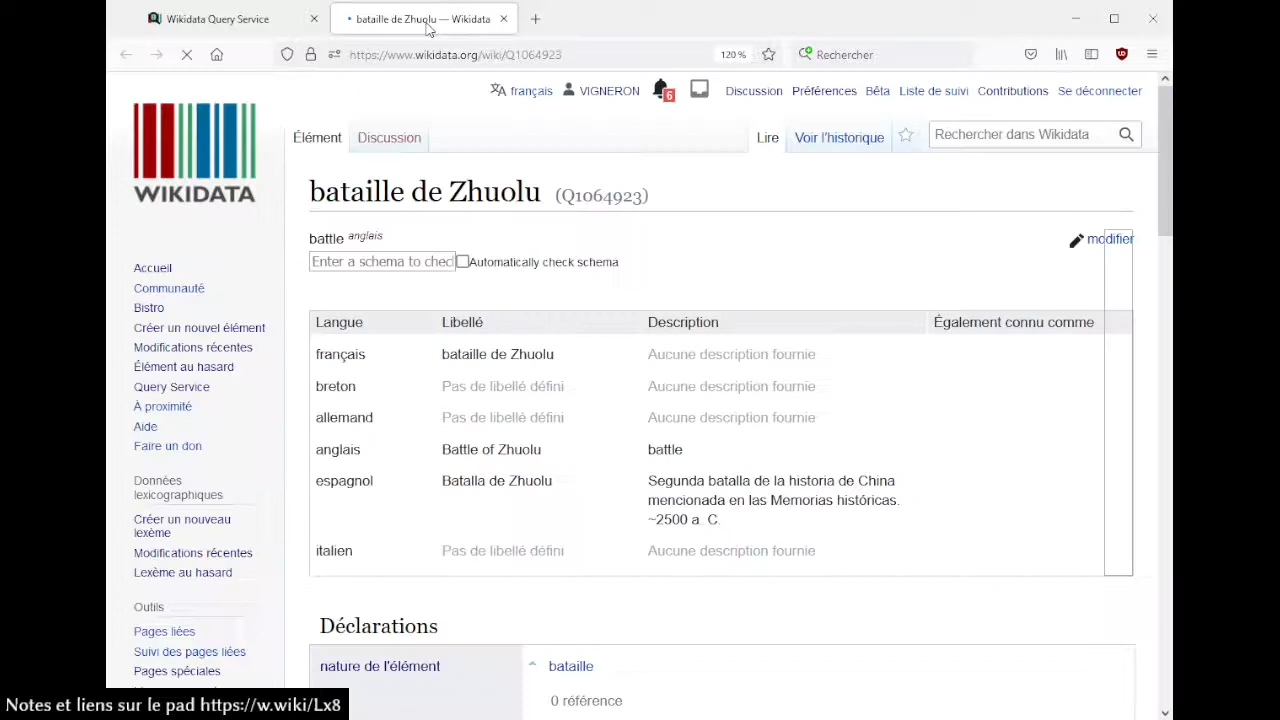 Wikidata Query Service
bataille de Zhuolu — Wikidata
https://www.wikidata.org/wiki/Q1064923
120 %
Rechercher
français
VIGNERON
6
Discussion
Préférences
Bêta
Liste de suivi
Contributions
Se déconnecter
WIKIDATA
Élément
Discussion
Lire
Voir l'historique
Rechercher dans Wikidata
bataille de Zhuolu (Q1064923)
battle anglais
modifier
Enter a schema to chec
Automatically check schema
Langue Libellé Description Également connu comme
français bataille de Zhuolu Aucune description fournie
breton Pas de libellé défini Aucune description fournie
allemand Pas de libellé défini Aucune description fournie
anglais Battle of Zhuolu battle
espagnol Batalla de Zhuolu Segunda batalla de la historia de China
mencionada en las Memorias históricas.
~2500 a. C.
italien Pas de libellé défini Aucune description fournie
Déclarations
nature de l'élément
bataille
0 référence
Accueil
Communauté
Bistro
Créer un nouvel élément
Modifications récentes
Élément au hasard
Query Service
À proximité
Aide
Faire un don
Données
lexicographiques
Créer un nouveau
lexème
Modifications récentes
Lexème au hasard
Outils
Pages liées
Suivi des pages liées
Pages spéciales
Notes et liens sur le pad https://w.wiki/Lx8